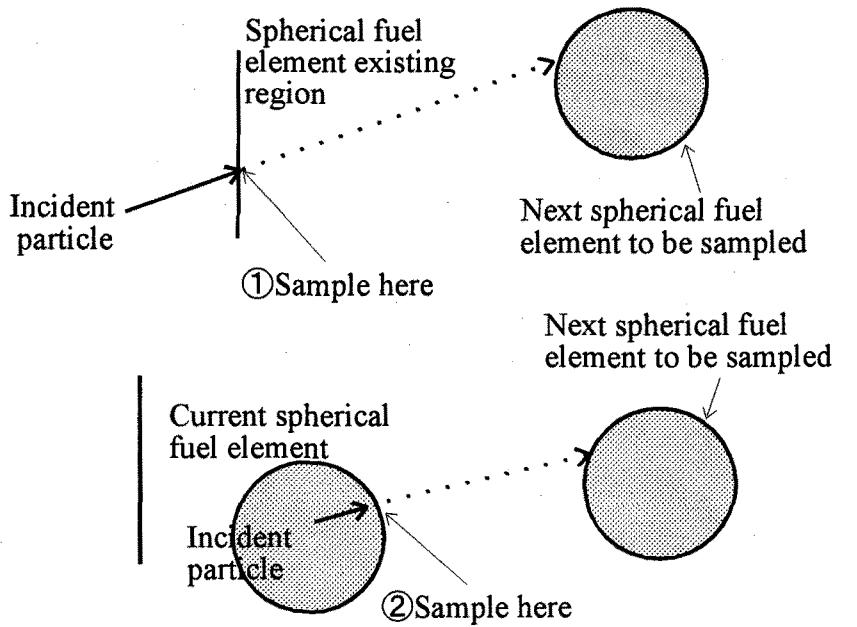 Spherical fuel
element existing
region
Incident
particle
Next spherical fuel
element to be sampled
①Sample here
Next spherical fuel
element to be sampled
Current spherical
fuel element
Incident
particle
②Sample here